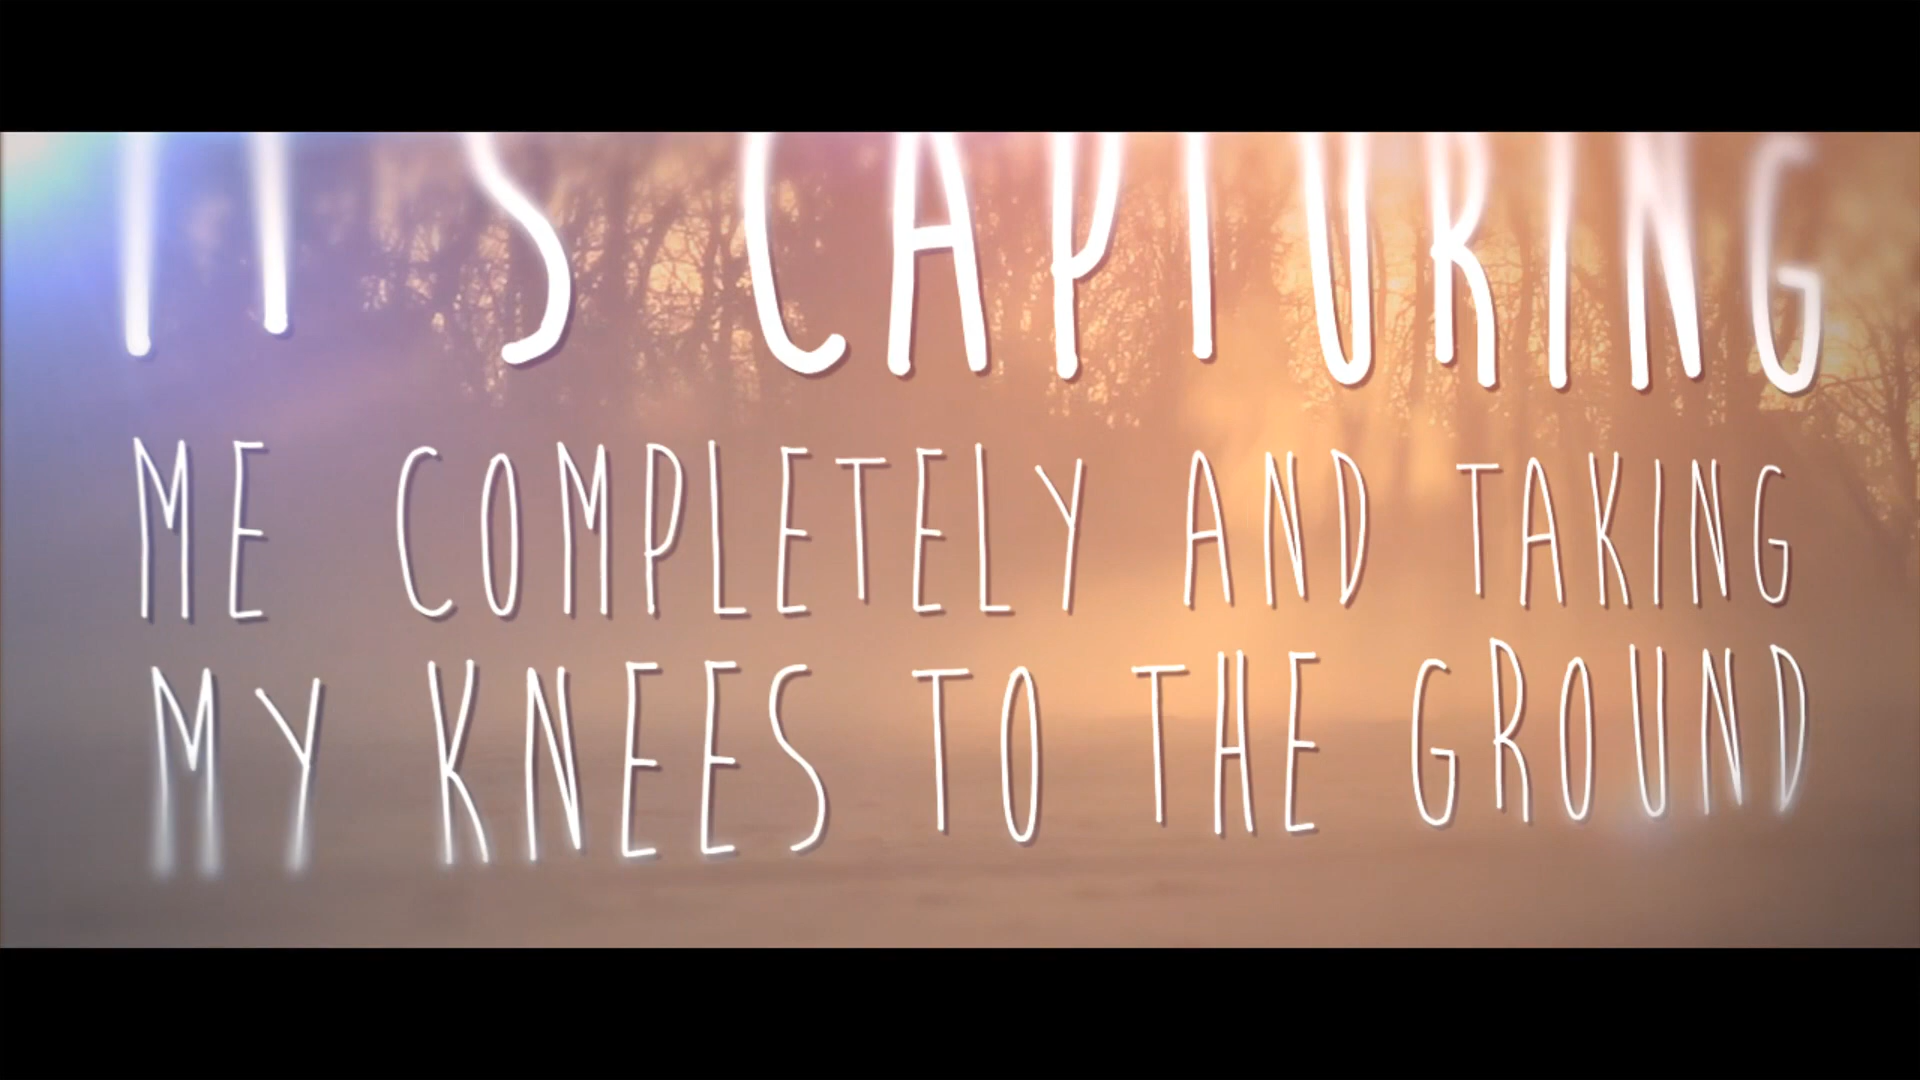 IT'S CAPTURING
ME COMPLETELY AND TAKING
MY KNEES TO THE GROUND